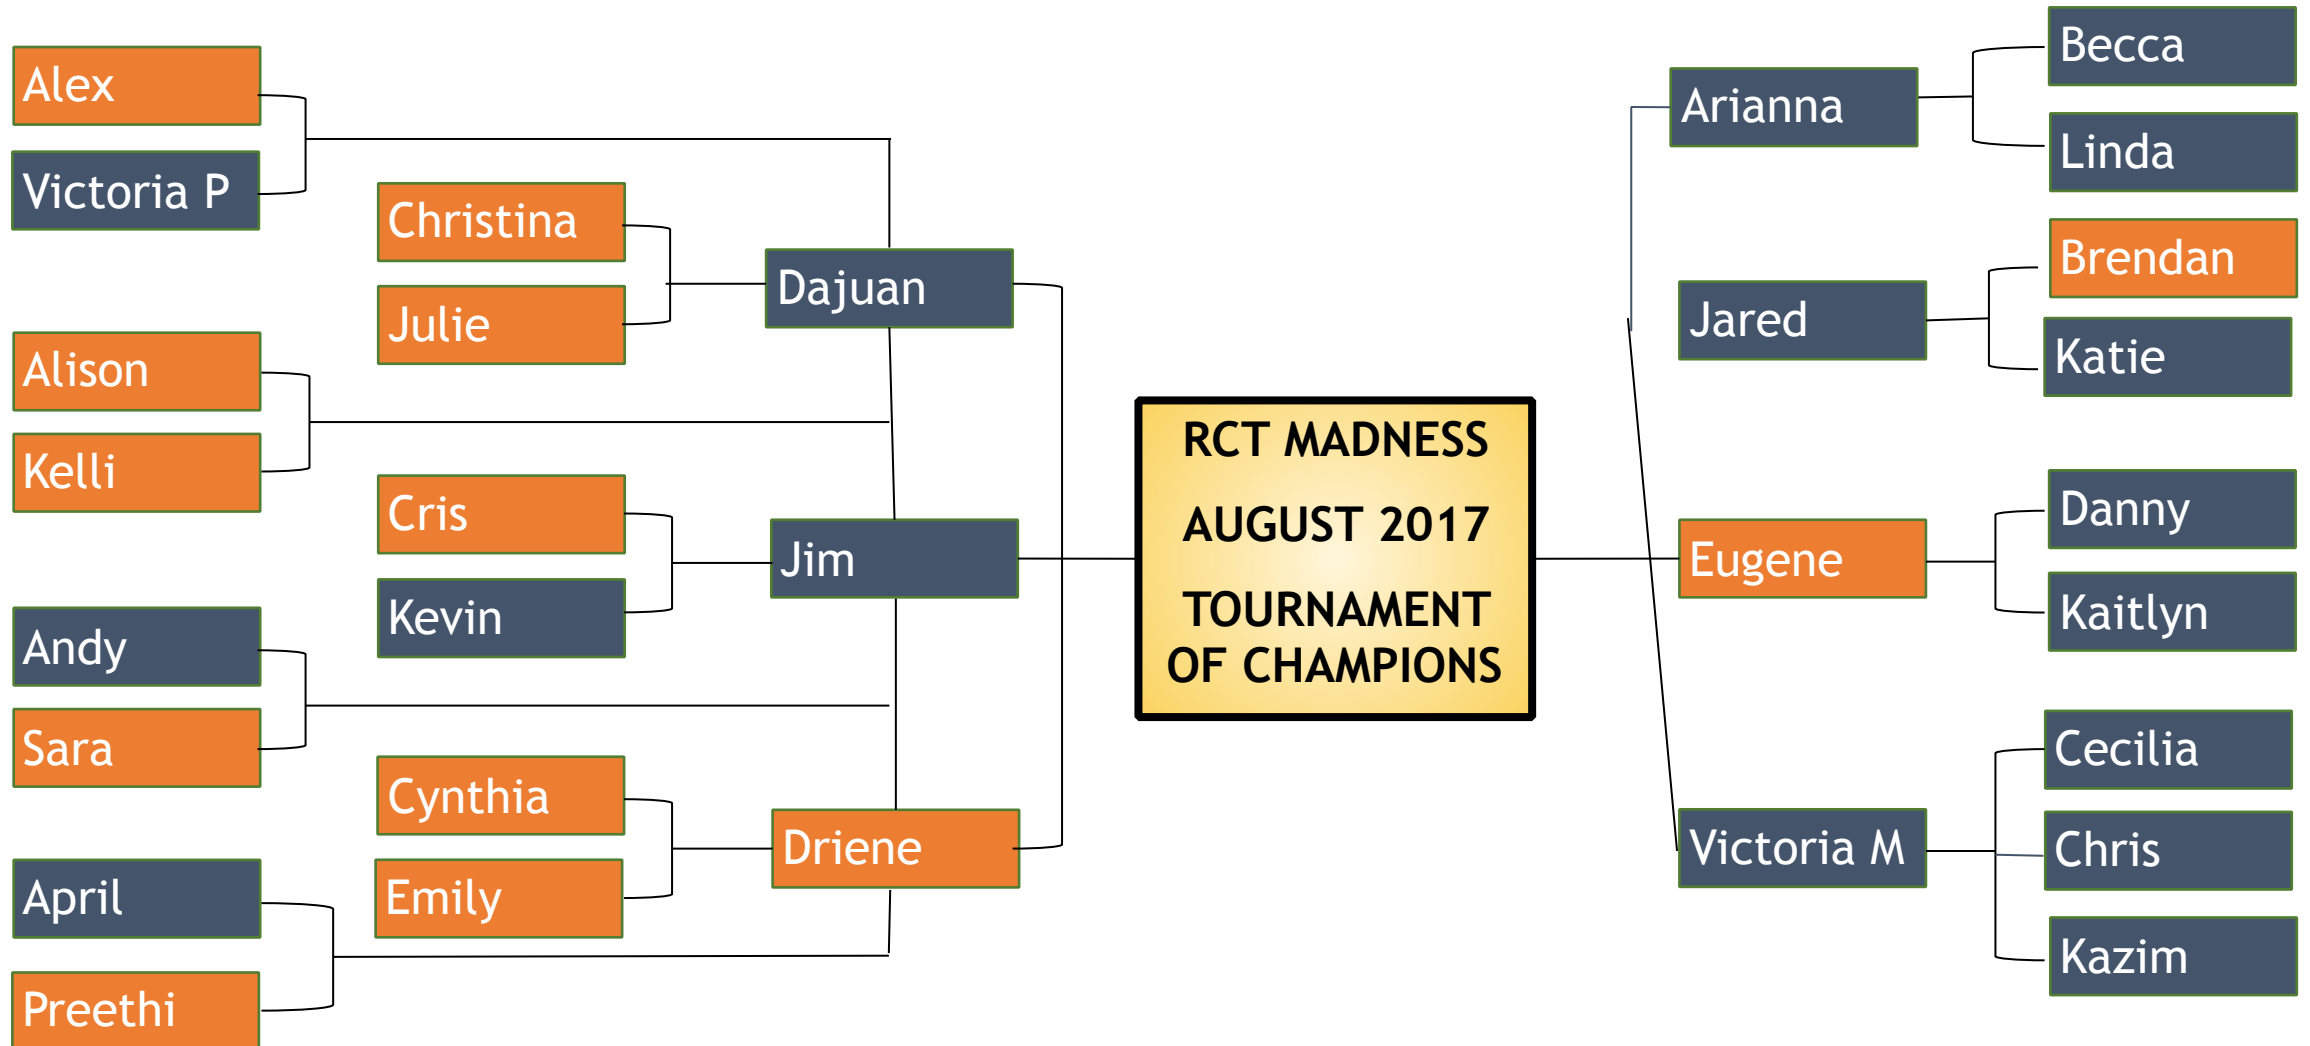 Alex
Victoria P
Alison
Kelli
Andy
Sara
April
Preethi
Christina
Julie
Cris
Kevin
Cynthia
Emily
Dajuan
Jim
Driene
RCT MADNESS
AUGUST 2017
TOURNAMENT
OF CHAMPIONS
Arianna
Jared
Eugene
Victoria M
Becca
Linda
Brendan
Katie
Danny
Kaitlyn
Cecilia
Chris
Kazim